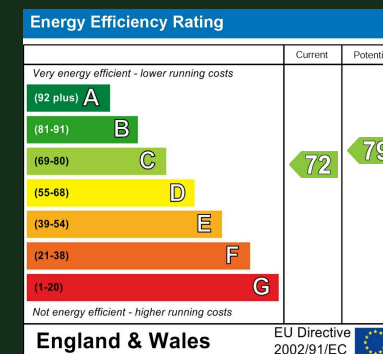 Energy Efficiency Rating
Current Potenti
Very energy efficient - lower running costs
(92 plus) A
(81-91) B
(69-80) C
72
79
(55-68) D
(39-54) E
(21-38) F
(1-20) G
Not energy efficient - higher running costs
England & Wales
EU Directive
2002/91/EC